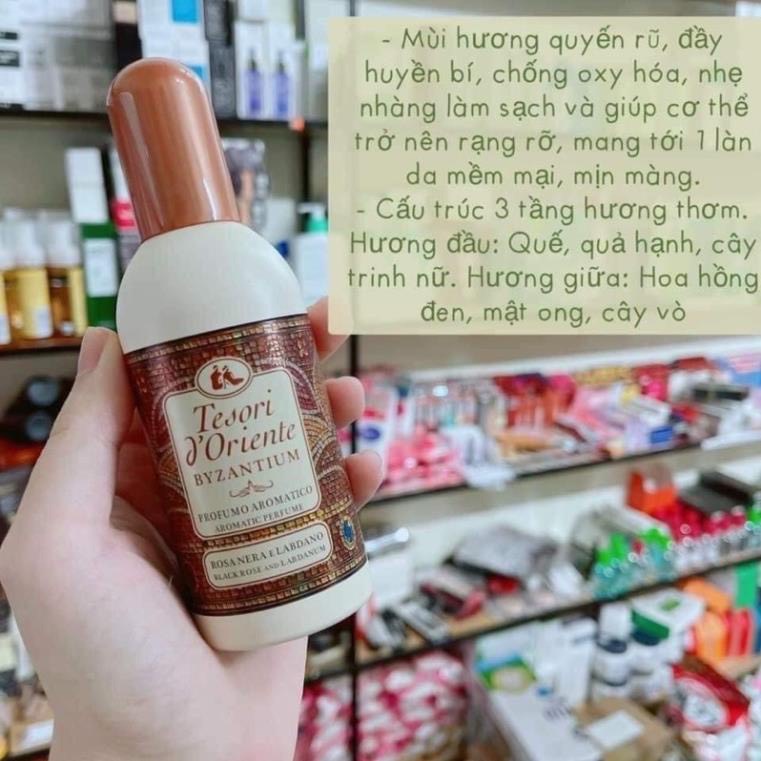 - Mùi hương quyến rũ, đầy
huyền bí, chống oxy hóa, nhẹ
nhàng làm sạch và giúp cơ thể
trở nên rạng rỡ, mang tới 1 làn
da mềm mại, mịn màng.
- Cấu trúc 3 tầng hương thơm.
Hương đầu: Quế, quả hạnh, cây
trinh nữ. Hương giữa: Hoa hồng
đen, mật ong, cây vò
Tesori
d'Oriente
BYZANTIUM
PROFUMO AROMATICO
AROMATIC PERFUME
ROSA NERA E LABDANO
BLACK ROSE AND LABDANUM